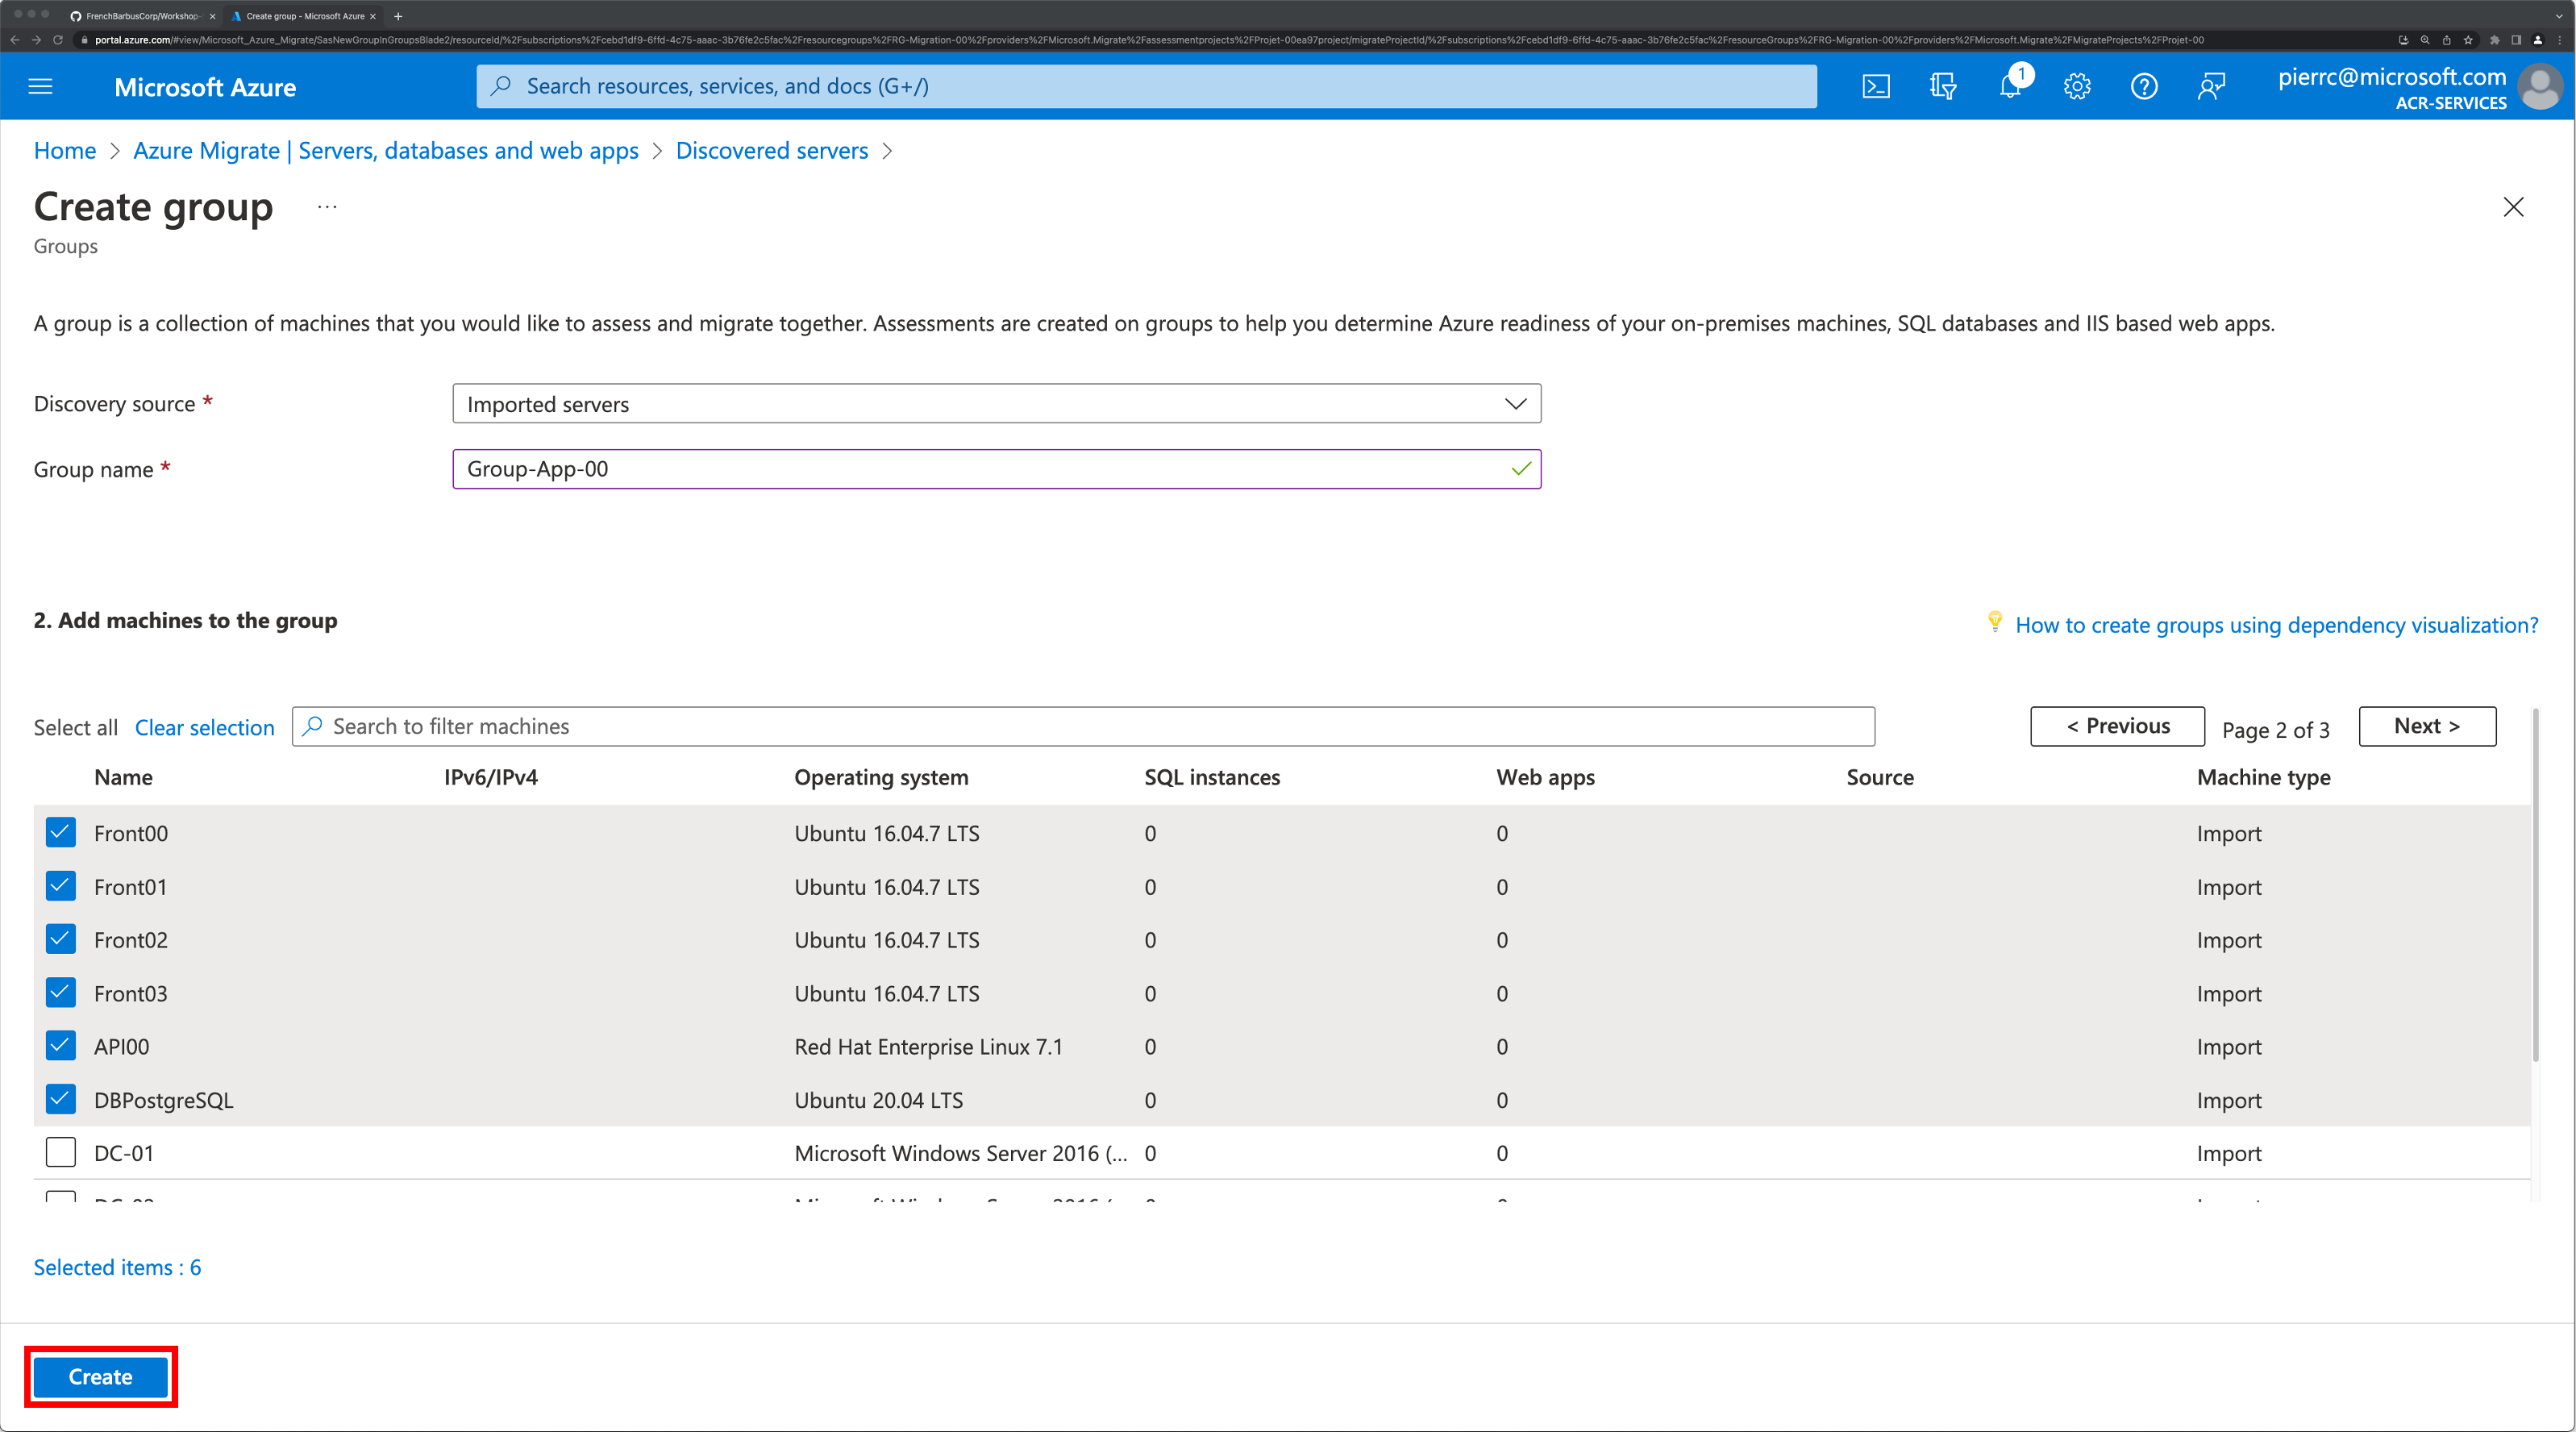 FrenchBarbusCorp/Workshop-
Create group - Microsoft Azure
portal.azure.com/#view/Microsoft_Azure_Migrate/SasNewGroupInGroupsBlade2/resourceId/%2Fsubscriptions%2Fcebd1df9-6ffd-4c75-aaac-3b76fe2c5fac%2Fresourcegroups%2FRG-Migration-00%2Fproviders%2FMicrosoft.Migrate%2Fassessmentprojects%2FProjet-00ea97project/migrateProjectId/%2Fsubscriptions%2Fcebd1df9-6ffd-4c75-aaac-3b76fe2c5fac%2FresourceGroups%2FRG-Migration-00%2Fproviders%2FMicrosoft.Migrate%2FMigrateProjects%2FProjet-00
Microsoft Azure
Search resources, services, and docs (G+/)
1
pierrc@microsoft.com
ACR-SERVICES
Home > Azure Migrate | Servers, databases and web apps > Discovered servers >
Create group ...
Groups
A group is a collection of machines that you would like to assess and migrate together. Assessments are created on groups to help you determine Azure readiness of your on-premises machines, SQL databases and IIS based web apps.
Discovery source *
Imported servers
Group name *
Group-App-00
2. Add machines to the group
How to create groups using dependency visualization?
Select all Clear selection Search to filter machines < Previous Page 2 of 3 Next >
Name IPv6/IPv4 Operating system SQL instances Web apps Source Machine type
Front00 Ubuntu 16.04.7 LTS 0 0 Import
Front01 Ubuntu 16.04.7 LTS 0 0 Import
Front02 Ubuntu 16.04.7 LTS 0 0 Import
Front03 Ubuntu 16.04.7 LTS 0 0 Import
API00 Red Hat Enterprise Linux 7.1 0 0 Import
DBPostgreSQL Ubuntu 20.04 LTS 0 0 Import
DC-01 Microsoft Windows Server 2016 (... 0 0 Import
Selected items : 6
Create